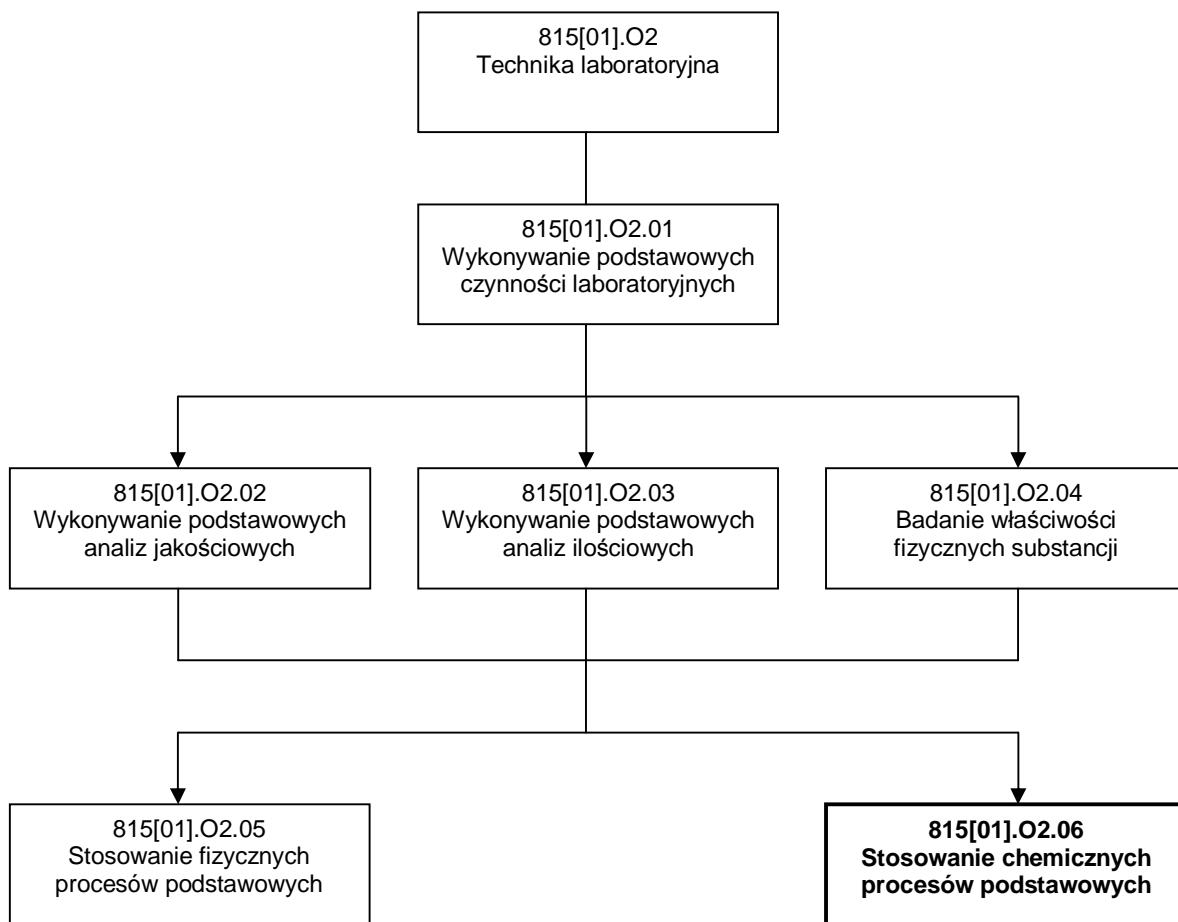 815[01].O2
Technika laboratoryjna
815[01].O2.01
Wykonywanie podstawowych
czynności laboratoryjnych
815[01].O2.02
Wykonywanie podstawowych
analiz jakościowych
815[01].O2.03
Wykonywanie podstawowych
analiz ilościowych
815[01].O2.04
Badanie właściwości
fizycznych substancji
815[01].O2.05
Stosowanie fizycznych
procesów podstawowych
815[01].O2.06
Stosowanie chemicznych
procesów podstawowych